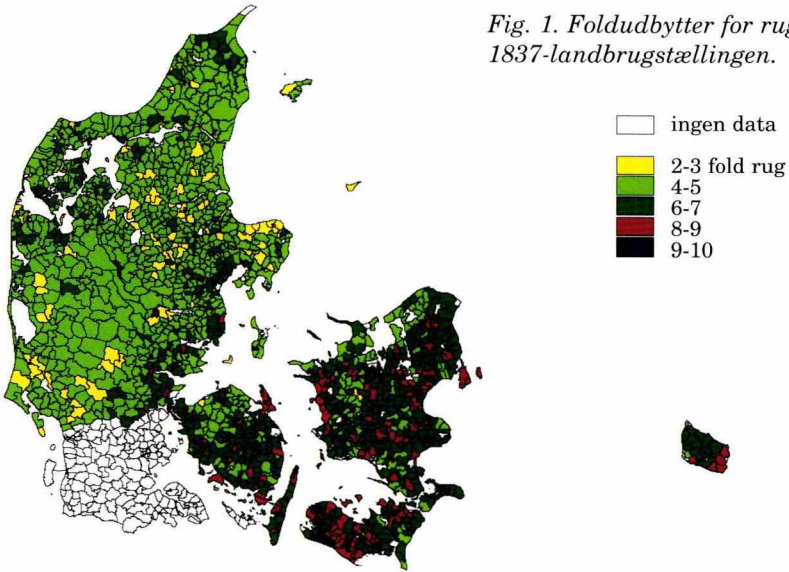 Fig. 1. Foldudbytter for rug
1837-landbrugstællingen.
ingen data
2-3 fold rug
4-5
6-7
8-9
9-10